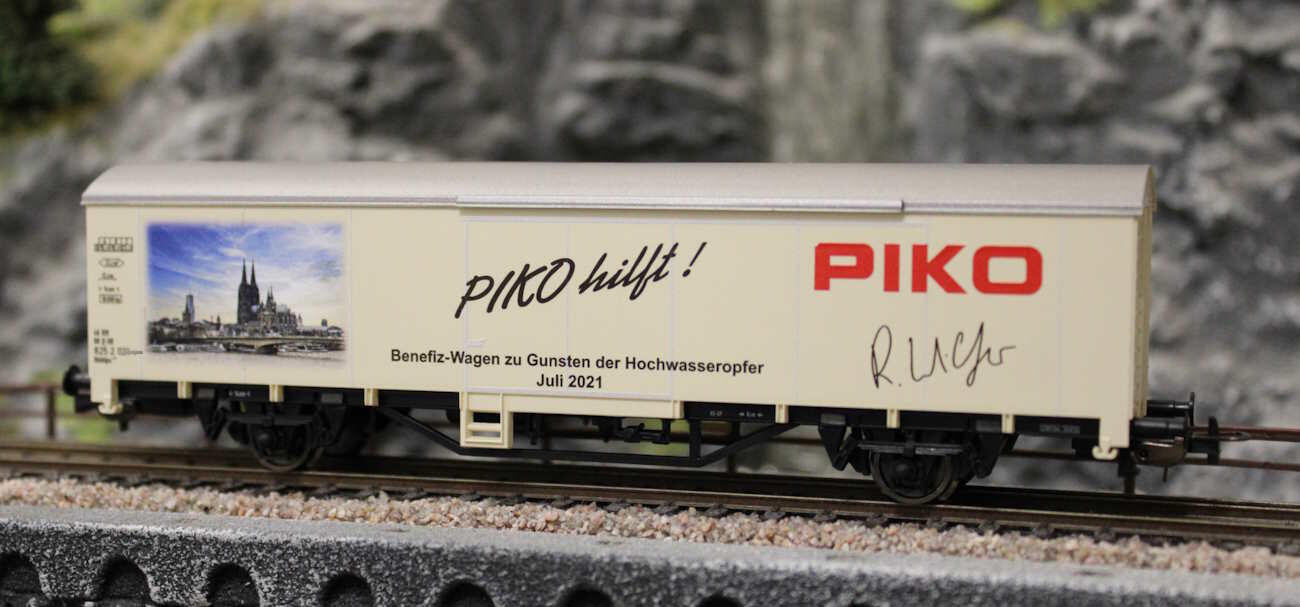 PIKO hilft!
PIKO
Benefiz-Wagen zu Gunsten der Hochwasseropfer
Juli 2021